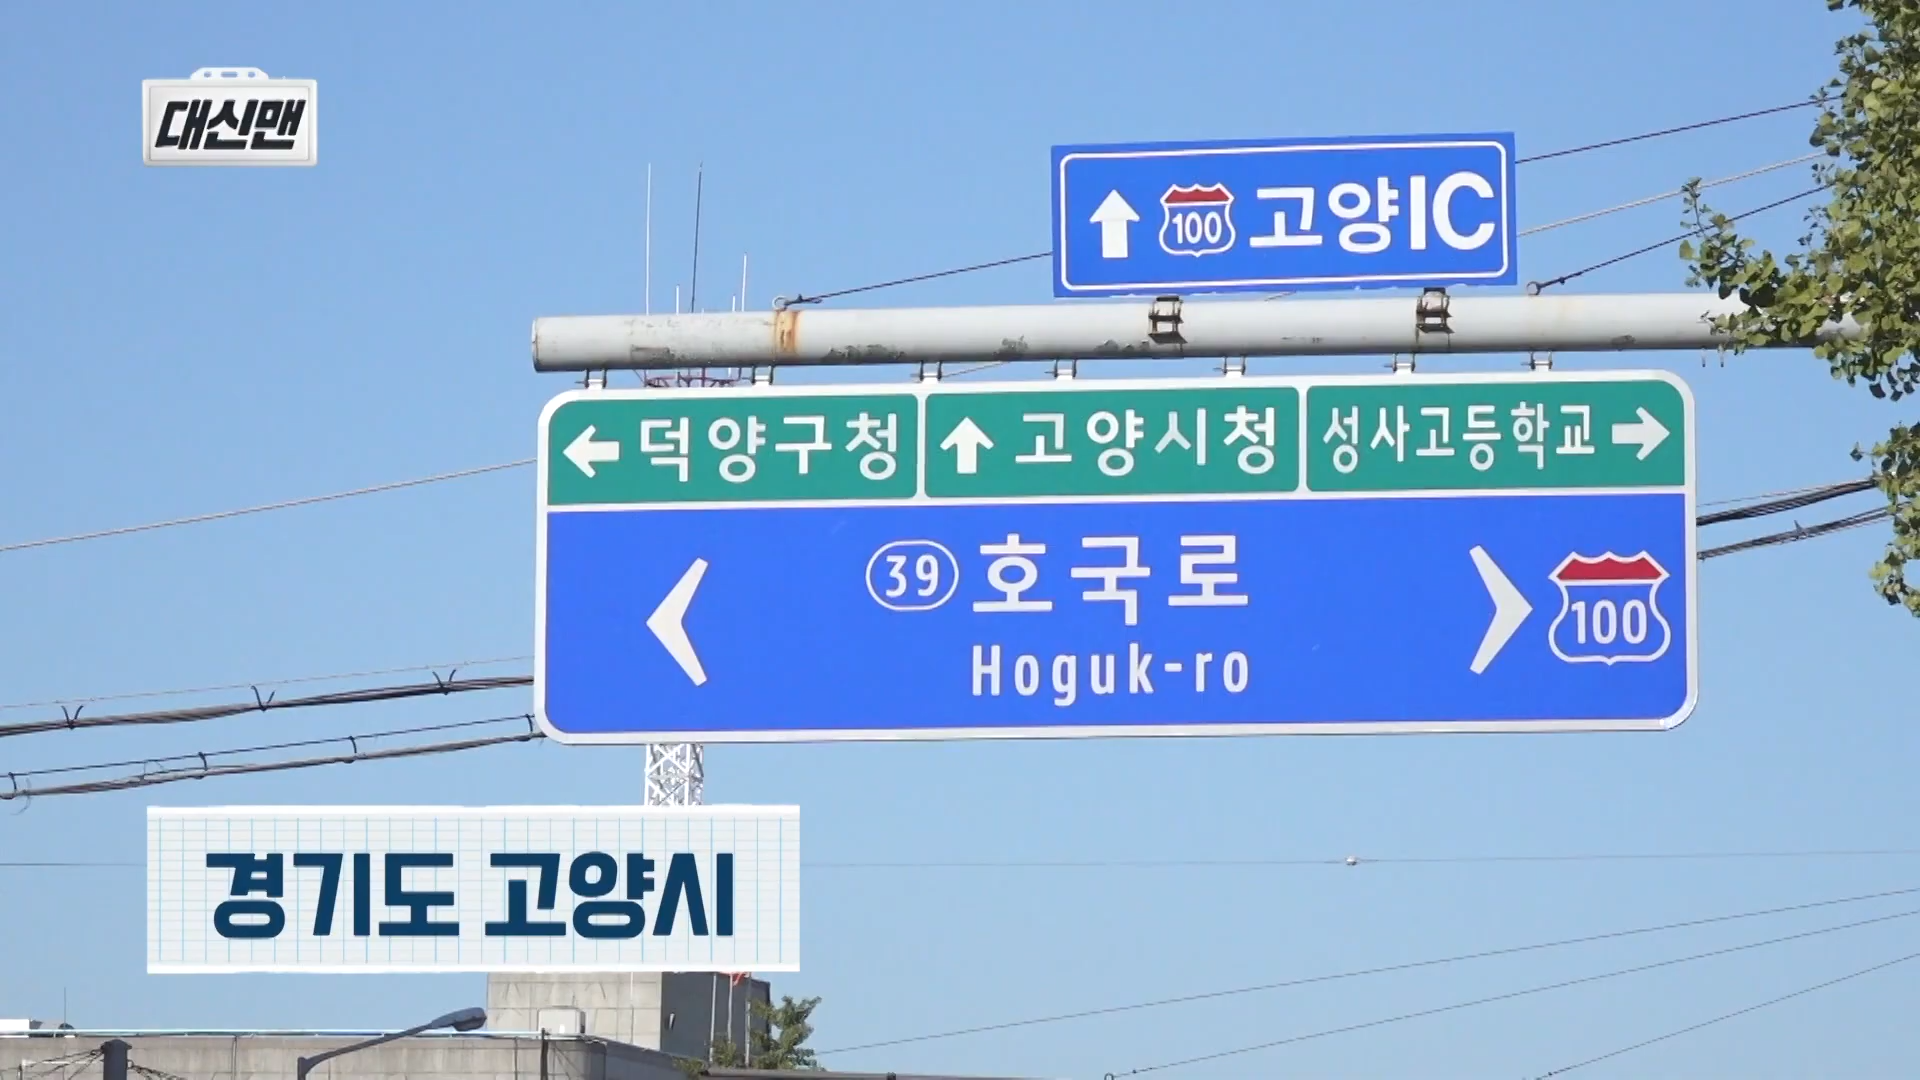 대신맨
100 고양IC
덕양구청 고양시청 성사고등학교
39 호국로 100
Hoguk-ro
경기도 고양시